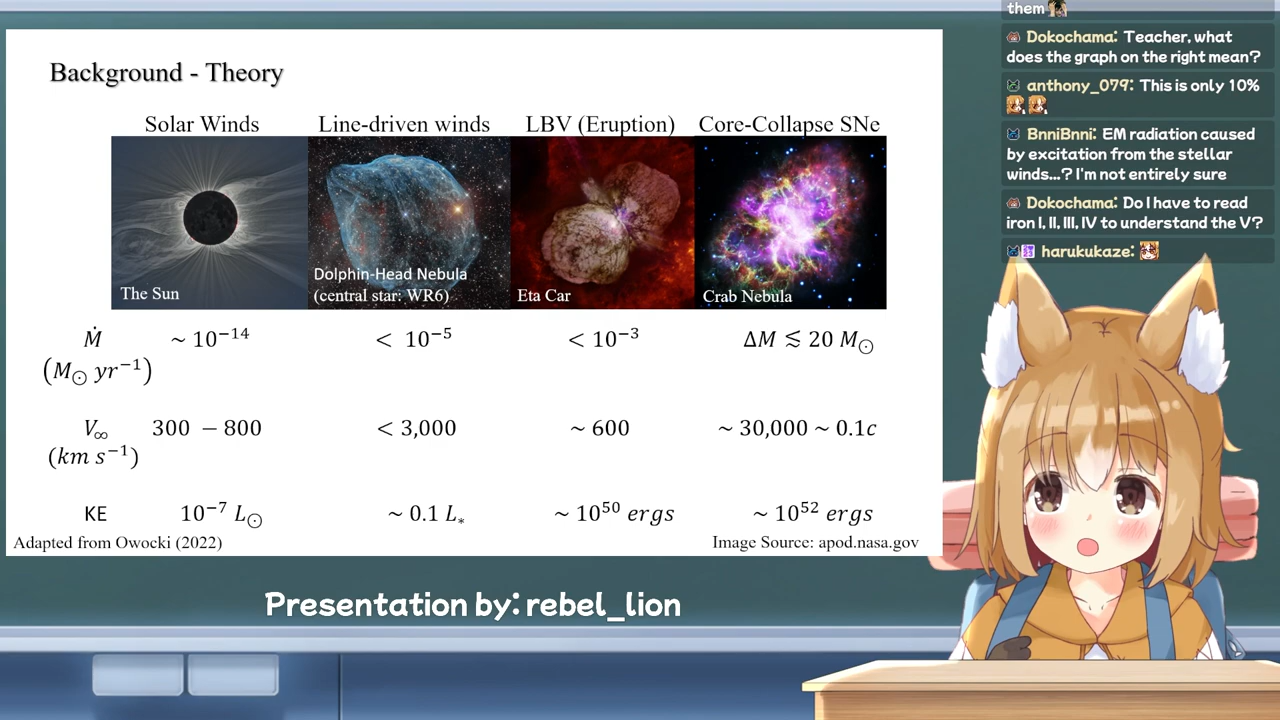 Background - Theory
Solar Winds
Line-driven winds
LBV (Eruption)
Core-Collapse SNe
The Sun
Dolphin-Head Nebula
(central star: WR6)
Eta Car
Crab Nebula
Ṁ
(M☉ yr⁻¹)
~ 10⁻¹⁴
< 10⁻⁵
< 10⁻³
ΔM ≲ 20 M☉
V∞
(km s⁻¹)
300 − 800
< 3,000
~ 600
~ 30,000 ~ 0.1c
KE
10⁻⁷ L☉
~ 0.1 L⁎
~ 10⁵⁰ ergs
~ 10⁵² ergs
Adapted from Owocki (2022)
Image Source: apod.nasa.gov
Presentation by: rebel_lion
them
Dokochama: Teacher, what
does the graph on the right mean?
anthony_079: This is only 10%
BnniBnni: EM radiation caused
by excitation from the stellar
winds...? I'm not entirely sure
Dokochama: Do I have to read
iron I, II, III, IV to understand the V?
harukukaze: